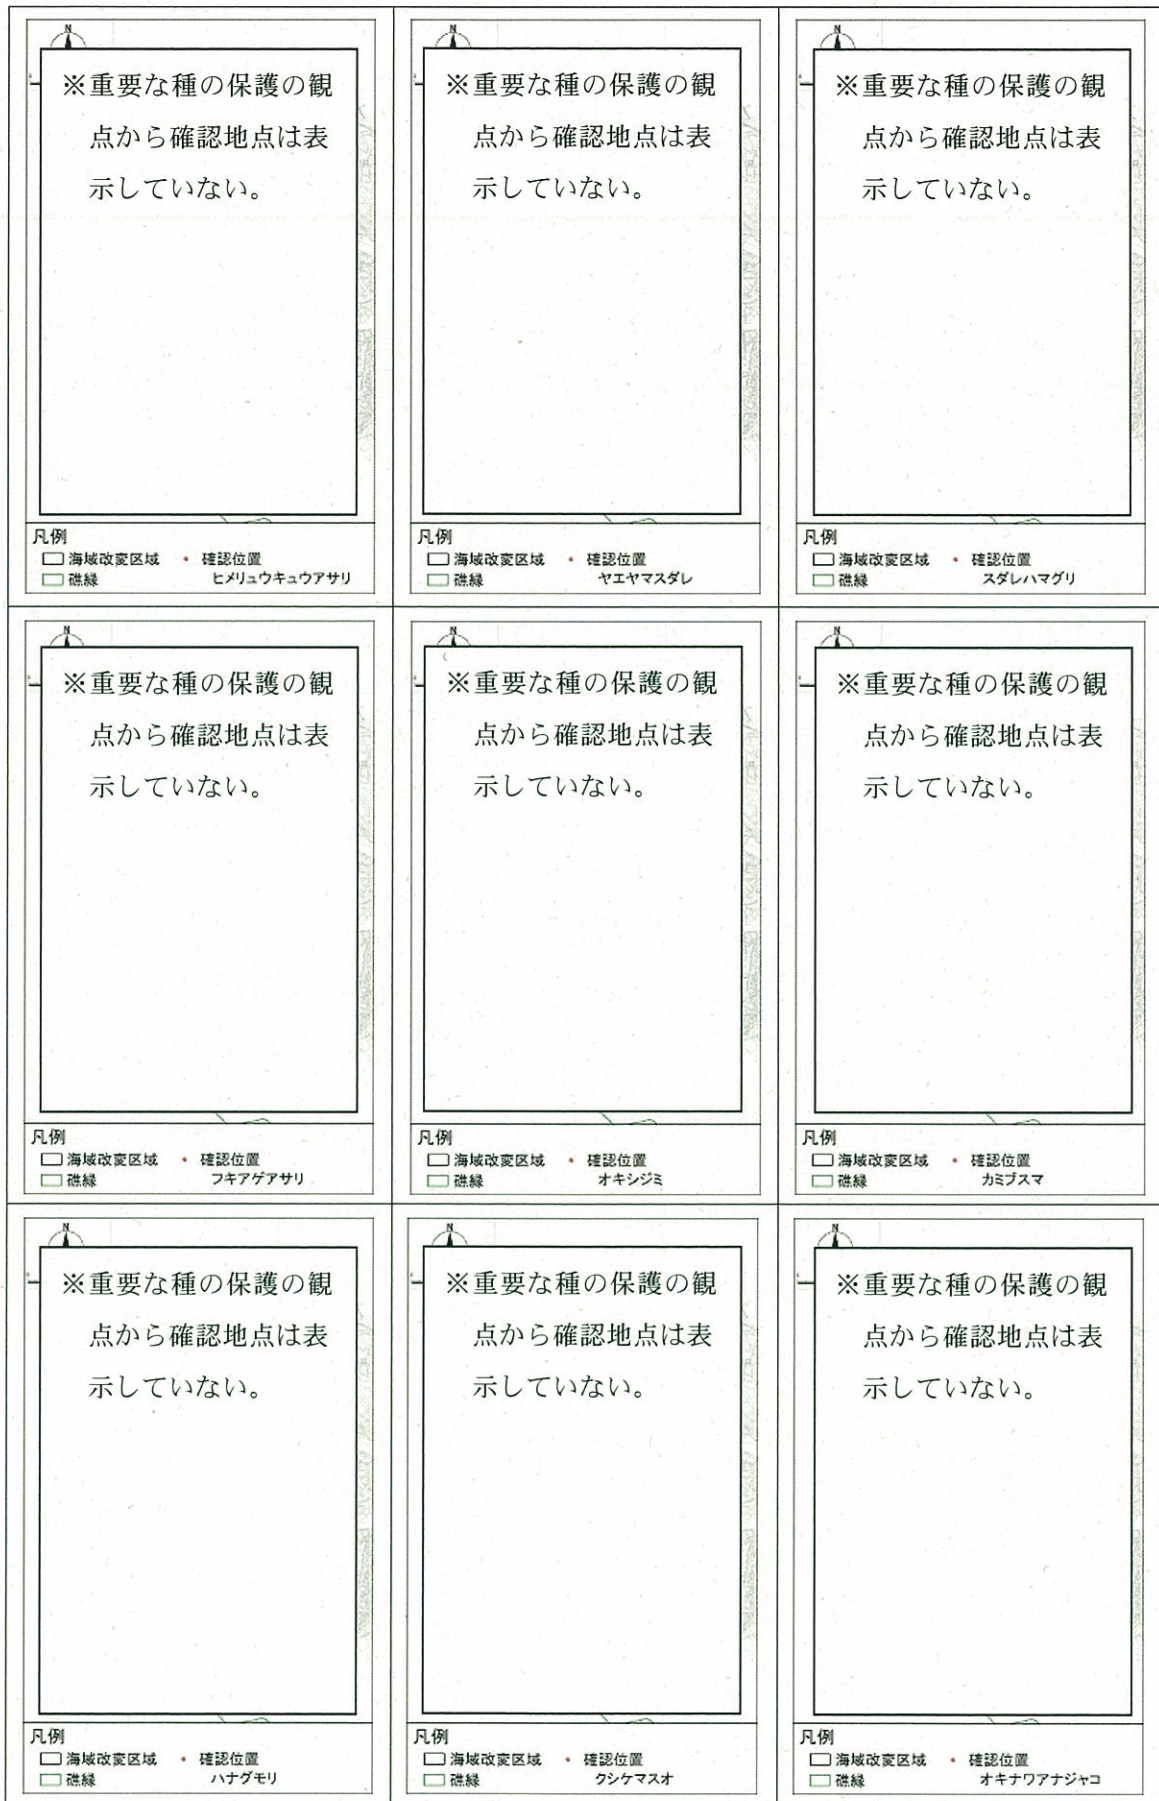 N
※重要な種の保護の観
点から確認地点は表
示していない。
凡例
海域改変区域 ・ 確認位置
礁縁 ヒメリュウキュウアサリ
N
※重要な種の保護の観
点から確認地点は表
示していない。
凡例
海域改変区域 ・ 確認位置
礁縁 ヤエヤマスダレ
N
※重要な種の保護の観
点から確認地点は表
示していない。
凡例
海域改変区域 ・ 確認位置
礁縁 スダレハマグリ
N
※重要な種の保護の観
点から確認地点は表
示していない。
凡例
海域改変区域 ・ 確認位置
礁縁 フキアゲアサリ
N
※重要な種の保護の観
点から確認地点は表
示していない。
凡例
海域改変区域 ・ 確認位置
礁縁 オキシジミ
N
※重要な種の保護の観
点から確認地点は表
示していない。
凡例
海域改変区域 ・ 確認位置
礁縁 カミブスマ
N
※重要な種の保護の観
点から確認地点は表
示していない。
凡例
海域改変区域 ・ 確認位置
礁縁 ハナグモリ
N
※重要な種の保護の観
点から確認地点は表
示していない。
凡例
海域改変区域 ・ 確認位置
礁縁 クシケマスオ
N
※重要な種の保護の観
点から確認地点は表
示していない。
凡例
海域改変区域 ・ 確認位置
礁縁 オキナワアナジャコ